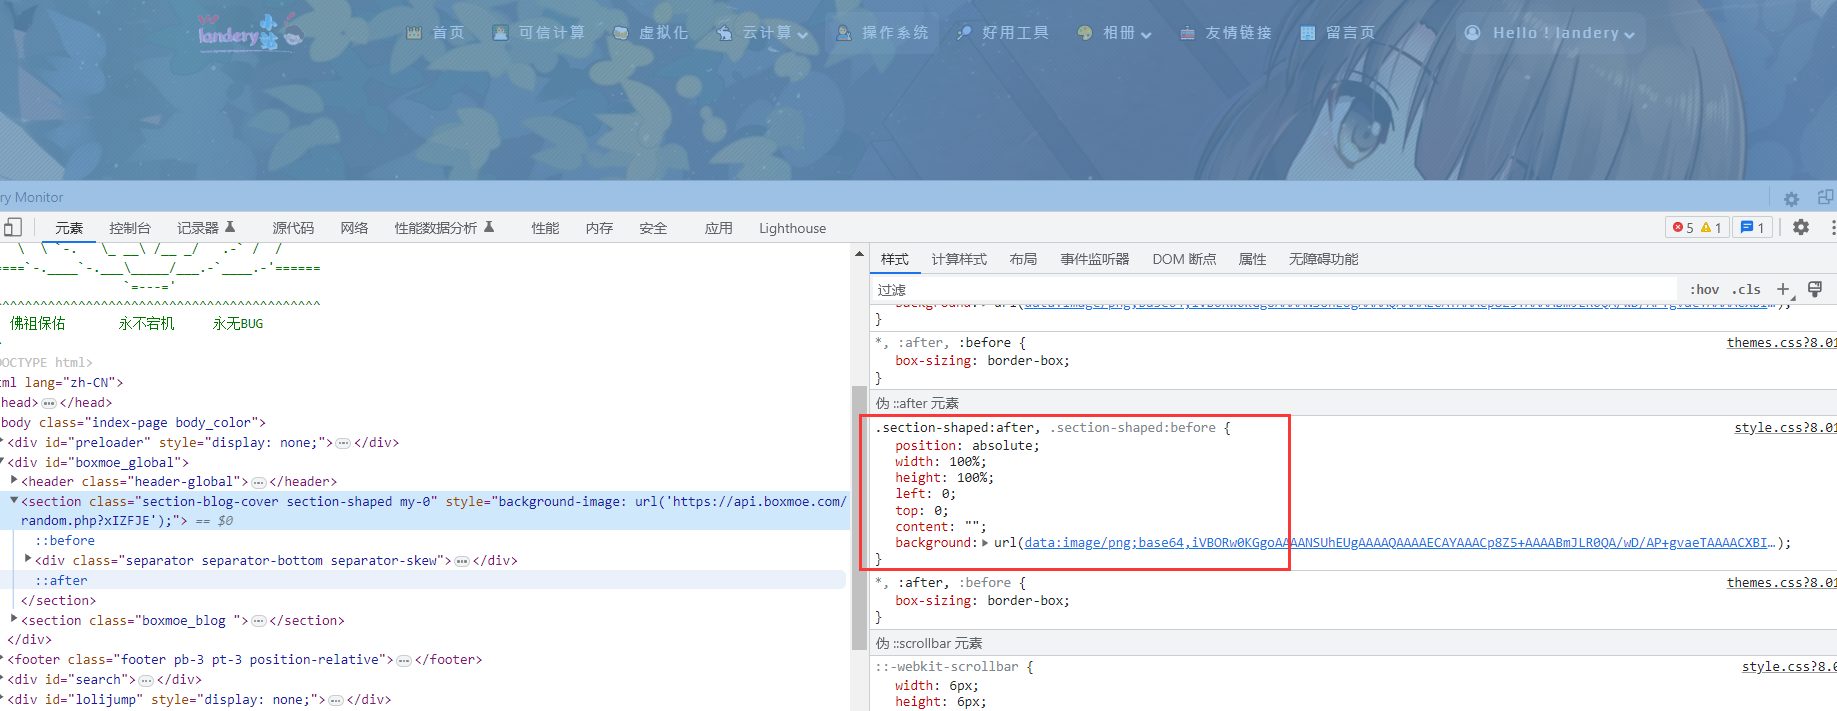 landery小站
首页 可信计算 虚拟化 云计算 操作系统 好用工具 相册 友情链接 留言页 Hello ! landery
ry Monitor
元素 控制台 记录器 源代码 网络 性能数据分析 性能 内存 安全 应用 Lighthouse 5 1 1
\ \ `-. \_ __\ /__ _/ .-` / /
====`-.____`-.___\_____/___.-`____.-'======
`=---='
^^^^^^^^^^^^^^^^^^^^^^^^^^^^^^^^^^^^^^^^^^^
佛祖保佑 永不宕机 永无BUG
OCTYPE html>
tml lang="zh-CN">
head> … </head>
body class="index-page body_color">
<div id="preloader" style="display: none;"> … </div>
<div id="boxmoe_global">
<header class="header-global"> … </header>
<section class="section-blog-cover section-shaped my-0" style="background-image: url('https://api.boxmoe.com/
random.php?xIZFJE');"> == $0
::before
<div class="separator separator-bottom separator-skew"> … </div>
::after
</section>
<section class="boxmoe_blog "> … </section>
</div>
<footer class="footer pb-3 pt-3 position-relative"> … </footer>
<div id="search"> … </div>
<div id="lolijump" style="display: none;"> … </div>
样式 计算样式 布局 事件监听器 DOM 断点 属性 无障碍功能
过滤 :hov .cls
}
*, :after, :before { themes.css?8.01
box-sizing: border-box;
}
伪 ::after 元素
.section-shaped:after, .section-shaped:before { style.css?8.01
position: absolute;
width: 100%;
height: 100%;
left: 0;
top: 0;
content: "";
background: url(data:image/png;base64,iVBORw0KGgoAAAANSUhEUgAAAAQAAAAECAYAAACp8Z5+AAAABmJLR0QA/wD/AP+gvaeTAAAACXBI…);
}
*, :after, :before { themes.css?8.01
box-sizing: border-box;
}
伪 ::scrollbar 元素
::-webkit-scrollbar { style.css?8.0
width: 6px;
height: 6px;